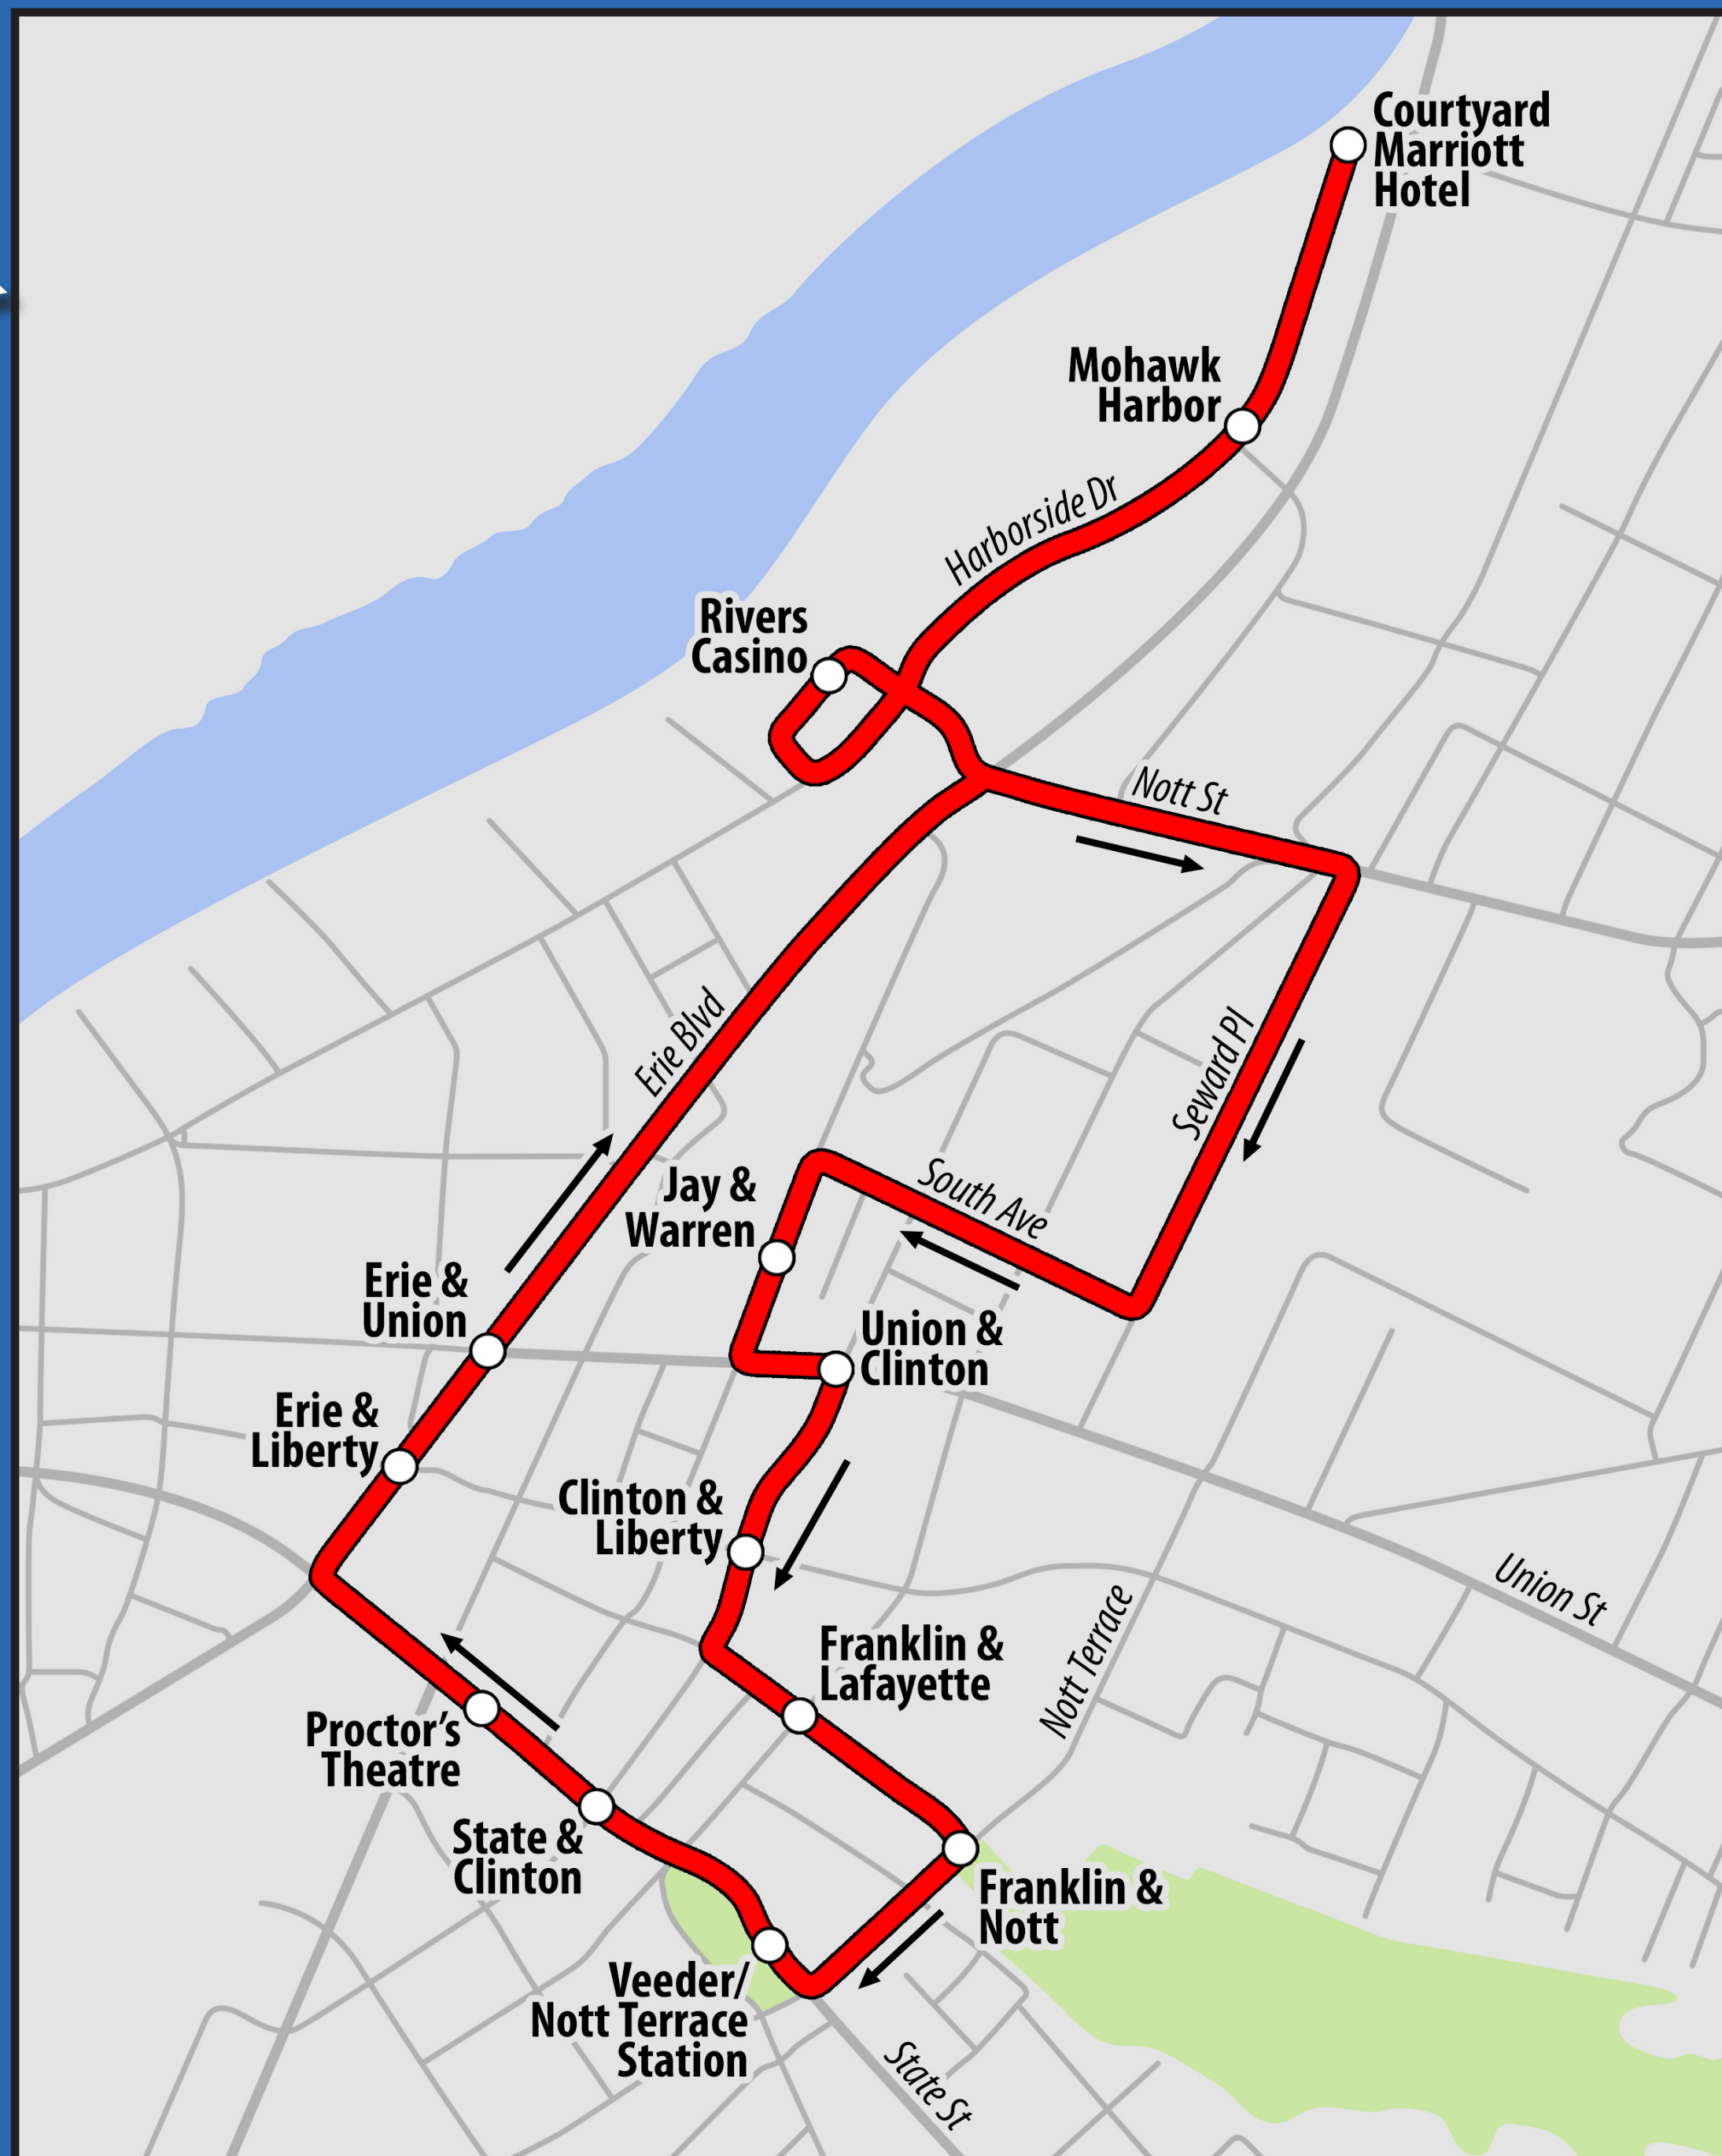 Courtyard
Marriott
Hotel
Mohawk
Harbor
Harborside Dr
Rivers
Casino
Nott St
Erie Blvd
Seward Pl
South Ave
Jay &
Warren
Erie &
Union
Union &
Clinton
Erie &
Liberty
Clinton &
Liberty
Union St
Nott Terrace
Franklin &
Lafayette
Proctor's
Theatre
State &
Clinton
Franklin &
Nott
Veeder/
Nott Terrace
Station
State St